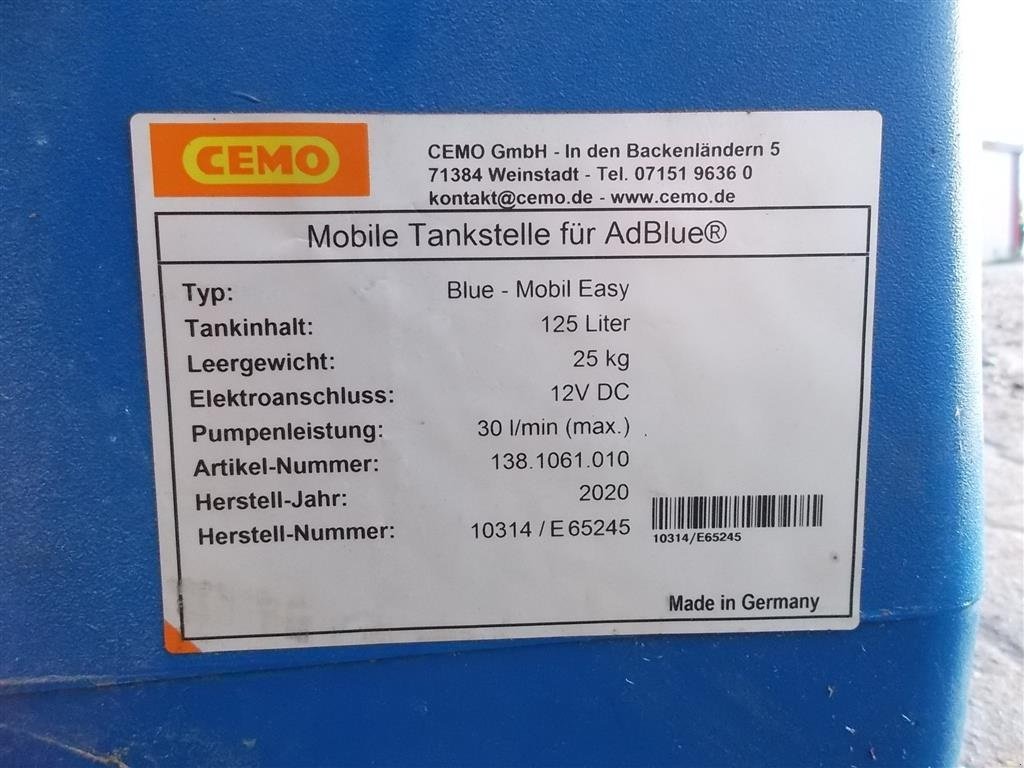 CEMO
CEMO GmbH - In den Backenländern 5
71384 Weinstadt - Tel. 07151 9636 0
kontakt@cemo.de - www.cemo.de
Mobile Tankstelle für AdBlue®
Typ: Blue - Mobil Easy
Tankinhalt: 125 Liter
Leergewicht: 25 kg
Elektroanschluss: 12V DC
Pumpenleistung: 30 l/min (max.)
Artikel-Nummer: 138.1061.010
Herstell-Jahr: 2020
Herstell-Nummer: 10314 / E 65245
10314/E65245
Made in Germany